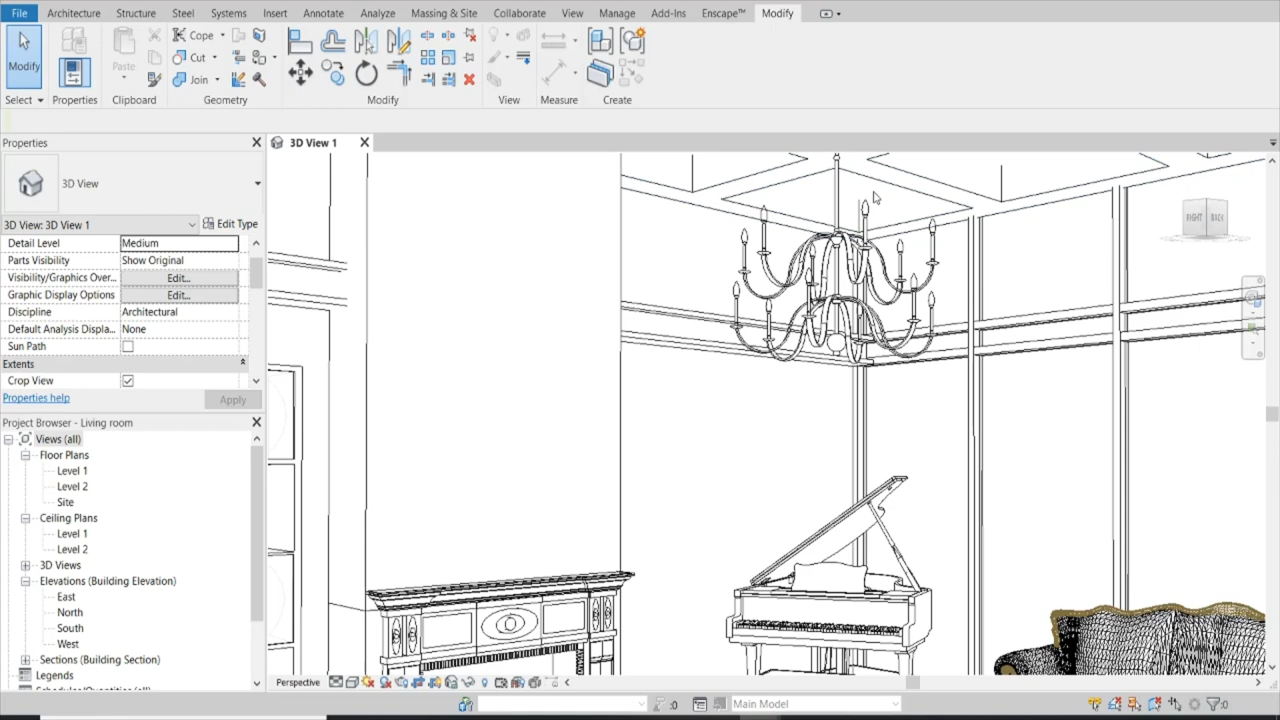 File Architecture Structure Steel Systems Insert Annotate Analyze Massing & Site Collaborate View Manage Add-Ins Enscape™ Modify
Modify Paste Cope Cut Join
Select Properties Clipboard Geometry Modify View Measure Create
Properties
3D View 1
3D View
3D View: 3D View 1 Edit Type
Detail Level Medium
Parts Visibility Show Original
Visibility/Graphics Over... Edit...
Graphic Display Options Edit...
Discipline Architectural
Default Analysis Displa... None
Sun Path
Extents
Crop View
Properties help Apply
Project Browser - Living room
Views (all)
Floor Plans
Level 1
Level 2
Site
Ceiling Plans
Level 1
Level 2
3D Views
Elevations (Building Elevation)
East
North
South
West
Sections (Building Section)
Legends
RIGHT BACK
Perspective
:0 Main Model :0